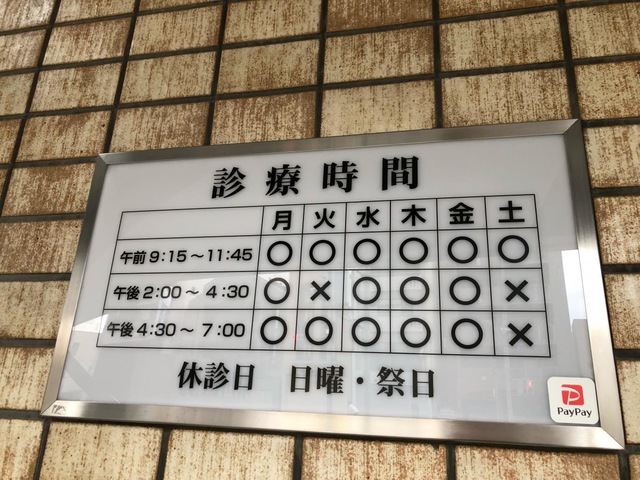 診療時間
月 火 水 木 金 土
午前 9:15～11:45 〇 〇 〇 〇 〇 〇
午後 2:00～4:30 〇 × 〇 〇 〇 ×
午後 4:30～7:00 〇 〇 〇 〇 〇 ×
休診日 日曜・祭日
PayPay